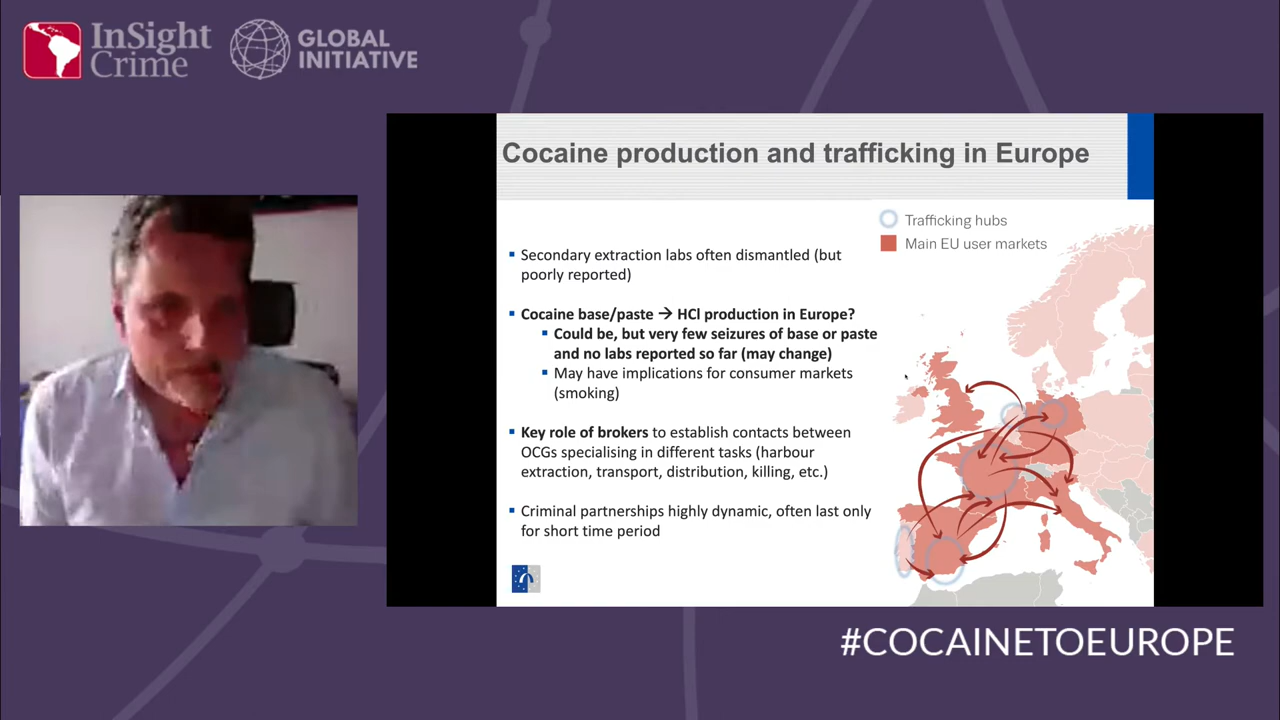 InSight
Crime
GLOBAL
INITIATIVE
Cocaine production and trafficking in Europe
Trafficking hubs
Main EU user markets
▪ Secondary extraction labs often dismantled (but
poorly reported)
▪ Cocaine base/paste → HCl production in Europe?
▪ Could be, but very few seizures of base or paste
and no labs reported so far (may change)
▪ May have implications for consumer markets
(smoking)
▪ Key role of brokers to establish contacts between
OCGs specialising in different tasks (harbour
extraction, transport, distribution, killing, etc.)
▪ Criminal partnerships highly dynamic, often last only
for short time period
#COCAINETOEUROPE